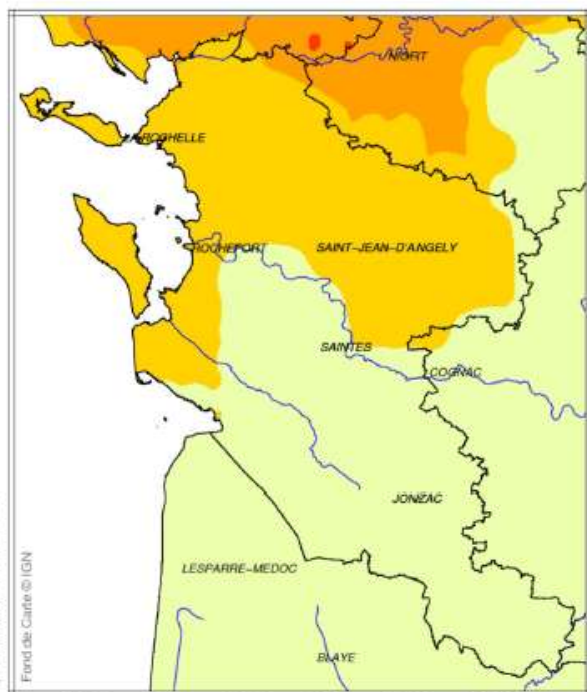 NIORT
LA ROCHELLE
ROCHEFORT
SAINT-JEAN-D'ANGELY
SAINTES
COGNAC
JONZAC
LESPARRE-MEDOC
BLAYE
Fond de Carte © IGN